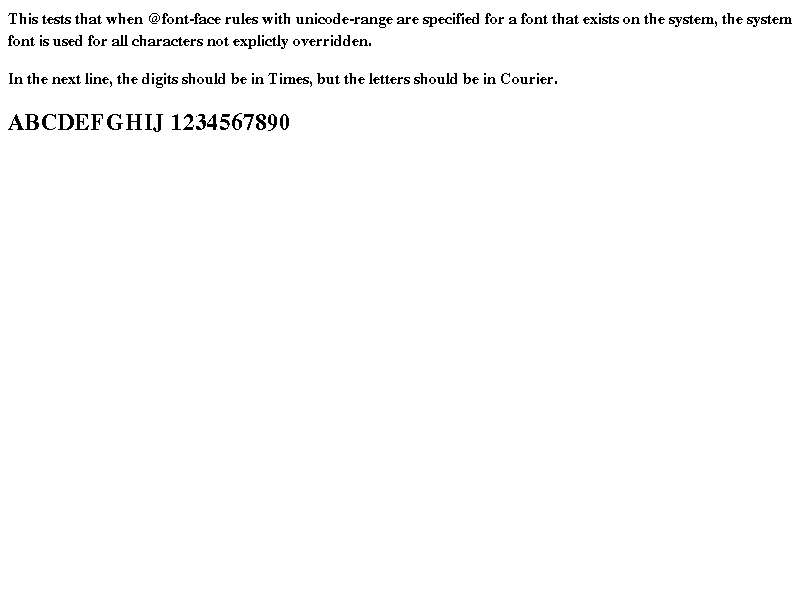 This tests that when @font-face rules with unicode-range are specified for a font that exists on the system, the system
font is used for all characters not explictly overridden.
In the next line, the digits should be in Times, but the letters should be in Courier.
ABCDEFGHIJ 1234567890